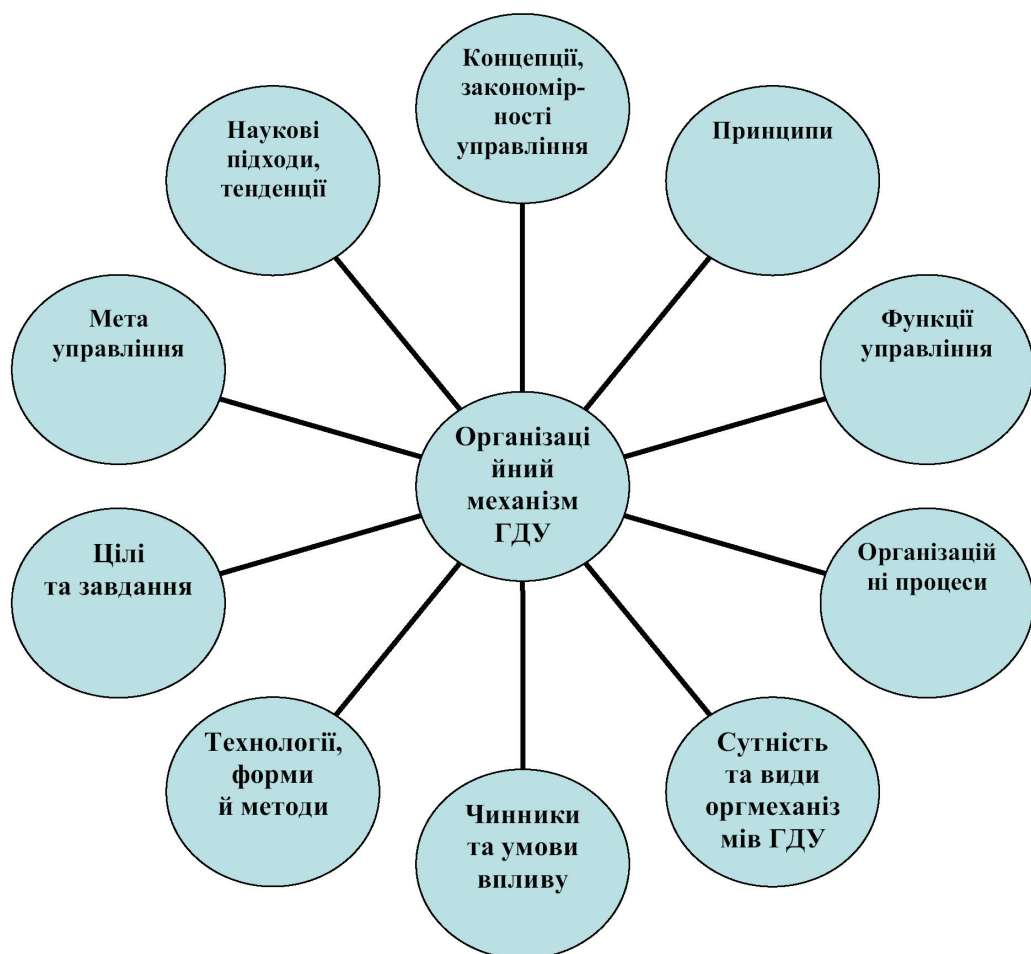 Концепції,
закономір-
ності
управління
Наукові
підходи,
тенденції
Принципи
Мета
управління
Функції
управління
Організаці
йний
механізм
ГДУ
Цілі
та завдання
Організацій
ні процеси
Технології,
форми
й методи
Чинники
та умови
впливу
Сутність
та види
оргмеханіз
мів ГДУ